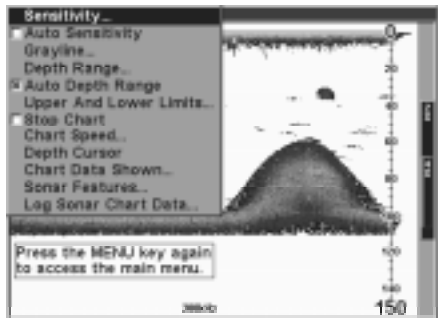 Sensitivity...
Auto Sensitivity
Grayline...
Depth Range...
Auto Depth Range
Upper And Lower Limits...
Stop Chart
Chart Speed...
Depth Cursor
Chart Data Shown...
Sonar Features...
Log Sonar Chart Data...
Press the MENU key again
to access the main menu.
0
20
40
60
80
120
140
150
200kHz